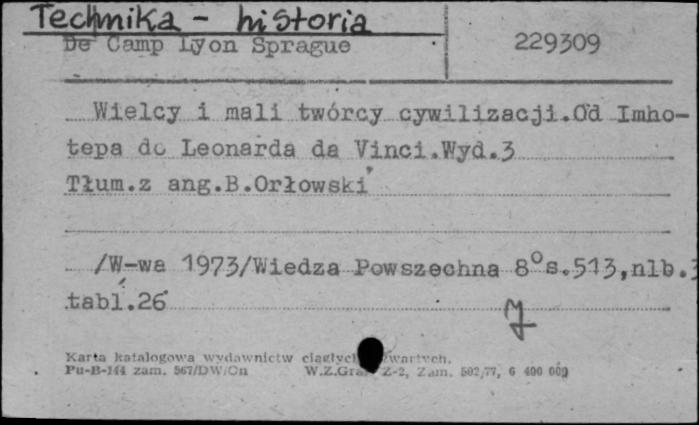 Technika - historia
De Camp Lyon Sprague 229309
Wielcy i mali twórcy cywilizacji.Od Imho-
tepa do Leonarda da Vinci.Wyd.3
Tłum.z ang.B.Orłowski
/W-wa 1973/Wiedza Powszechna 8° s.513,nlb.3
tabl.26
J
Karta katalogowa wydawnictw ciągłych
Pu-B-144 zam. 567/DW/On W.Z.Graf Z-2, Zam. 502/77, 6 400 000